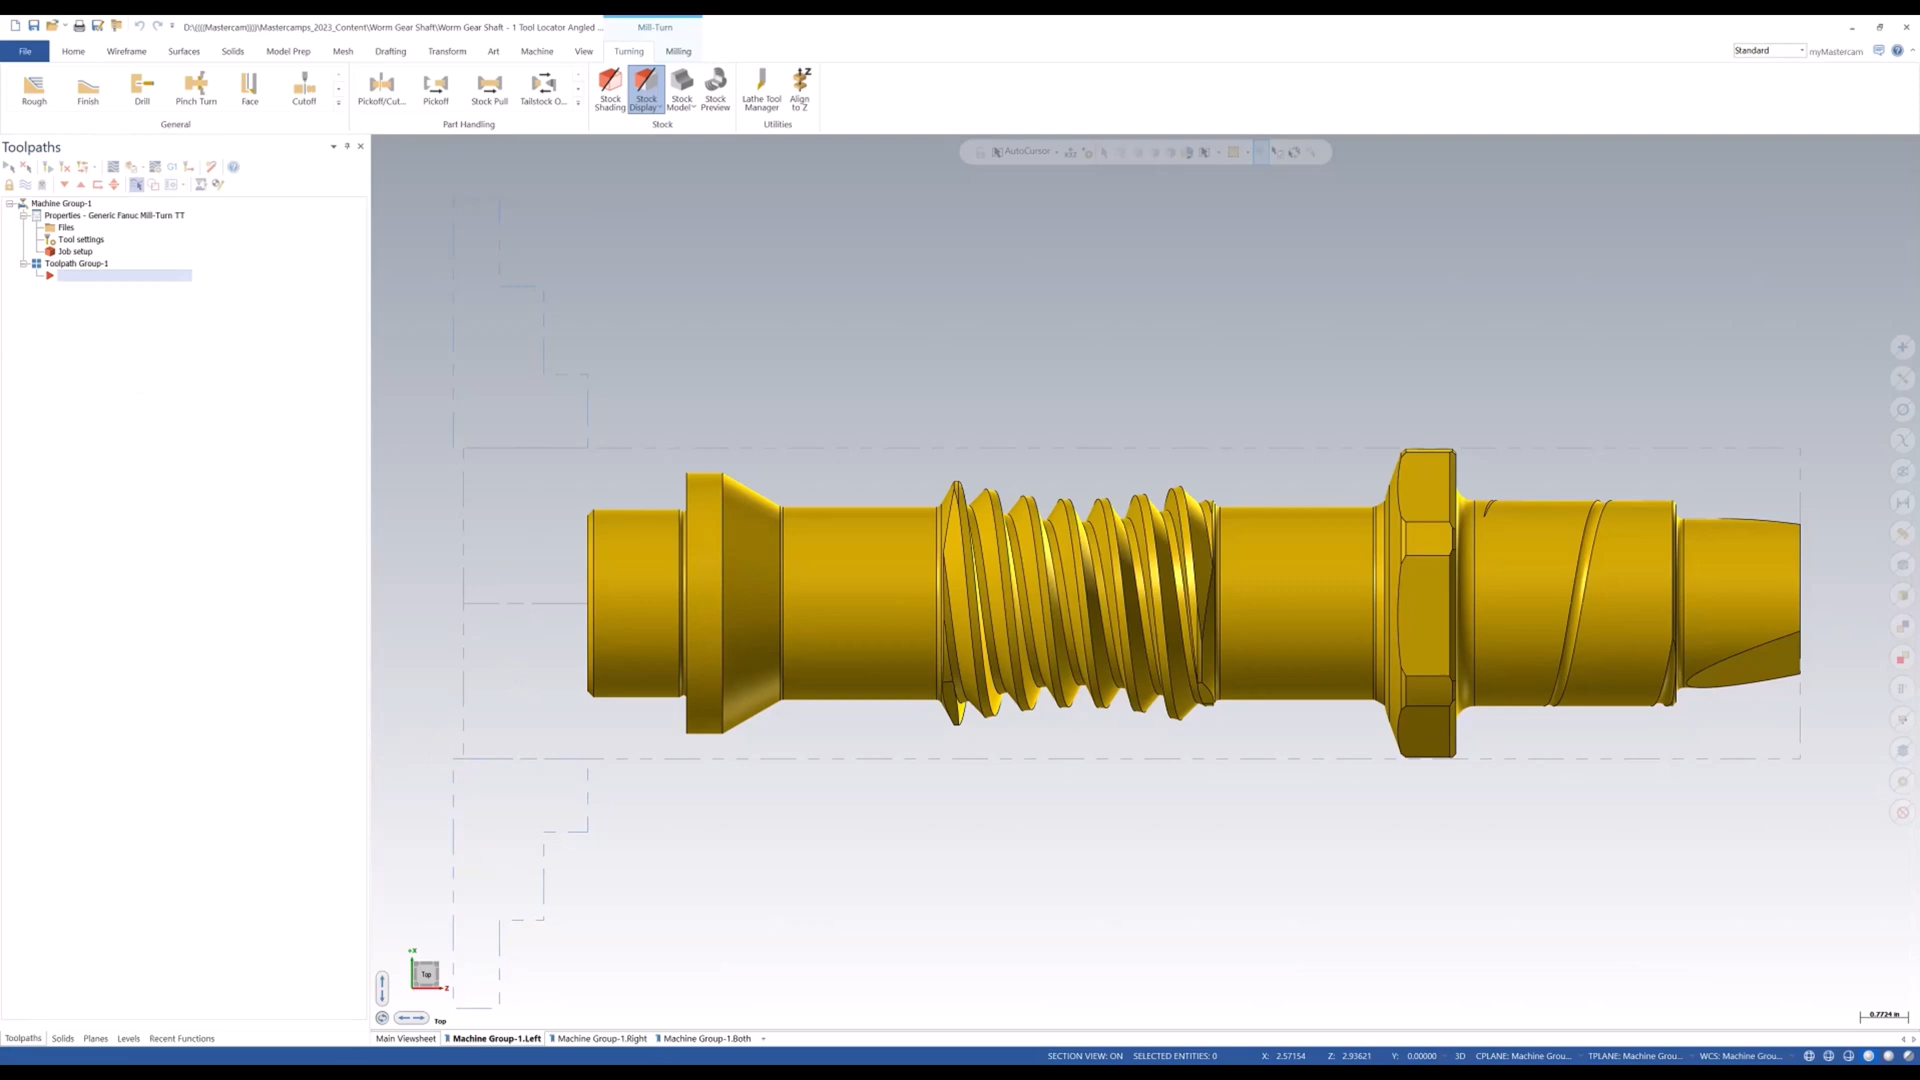 D:\((((Mastercam))))\Mastercamps_2023_Content\Worm Gear Shaft\Worm Gear Shaft - 1 Tool Locator Angled ...
Mill-Turn
File Home Wireframe Surfaces Solids Model Prep Mesh Drafting Transform Art Machine View Turning Milling
Standard
myMastercam
Rough Finish Drill Pinch Turn Face Cutoff
Pickoff/Cut... Pickoff Stock Pull Tailstock O...
Stock Shading
Stock Display
Stock Model
Stock Preview
Lathe Tool Manager
Align to Z
General
Part Handling
Stock
Utilities
Toolpaths
AutoCursor
G1
Machine Group-1
Properties - Generic Fanuc Mill-Turn TT
Files
Tool settings
Job setup
Toolpath Group-1
+X
Top
Z
Top
0.7724 in
Toolpaths Solids Planes Levels Recent Functions
Main Viewsheet Machine Group-1.Left Machine Group-1.Right Machine Group-1.Both
SECTION VIEW: ON SELECTED ENTITIES: 0 X: 2.57154 Z: 2.93621 Y: 0.00000 3D CPLANE: Machine Grou... TPLANE: Machine Grou... WCS: Machine Grou...